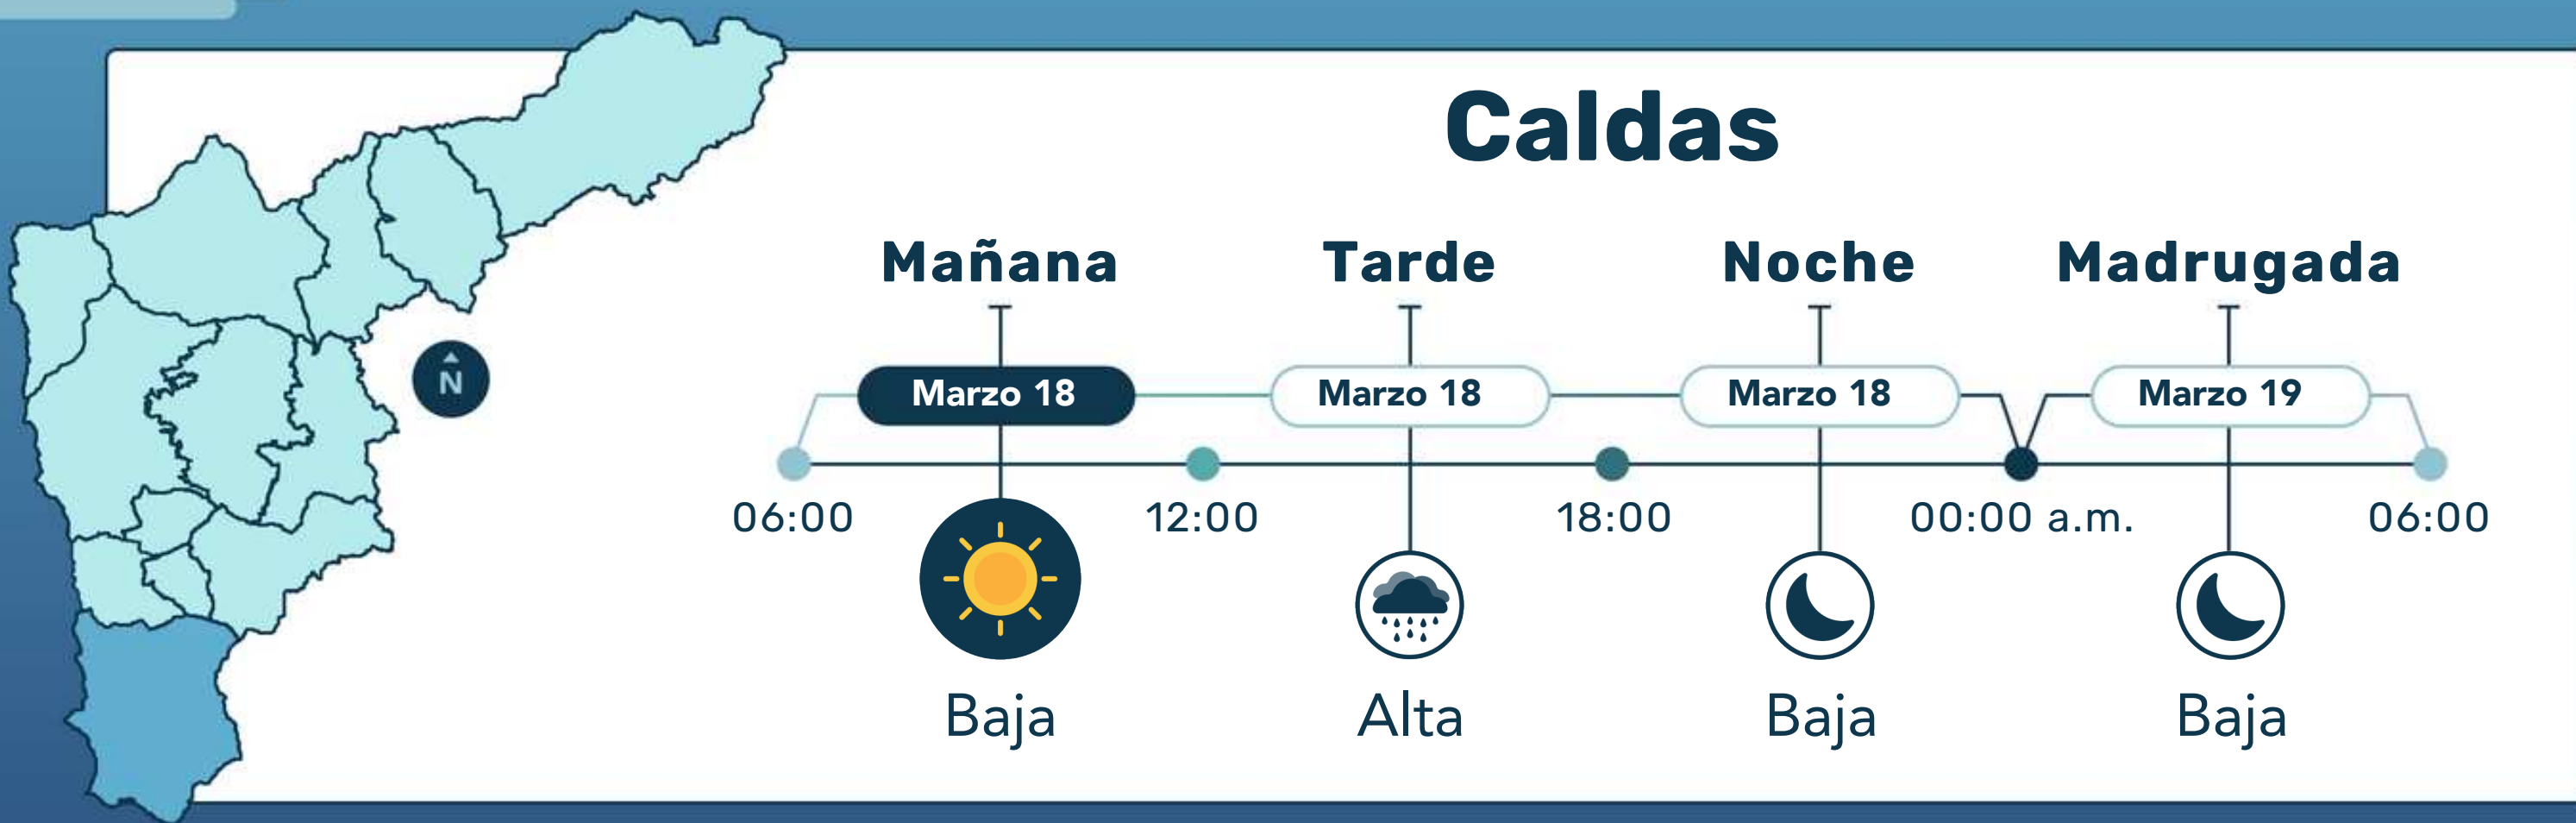 Caldas
Mañana Tarde Noche Madrugada
N
Marzo 18 Marzo 18 Marzo 18 Marzo 19
06:00 12:00 18:00 00:00 a.m. 06:00
Baja Alta Baja Baja